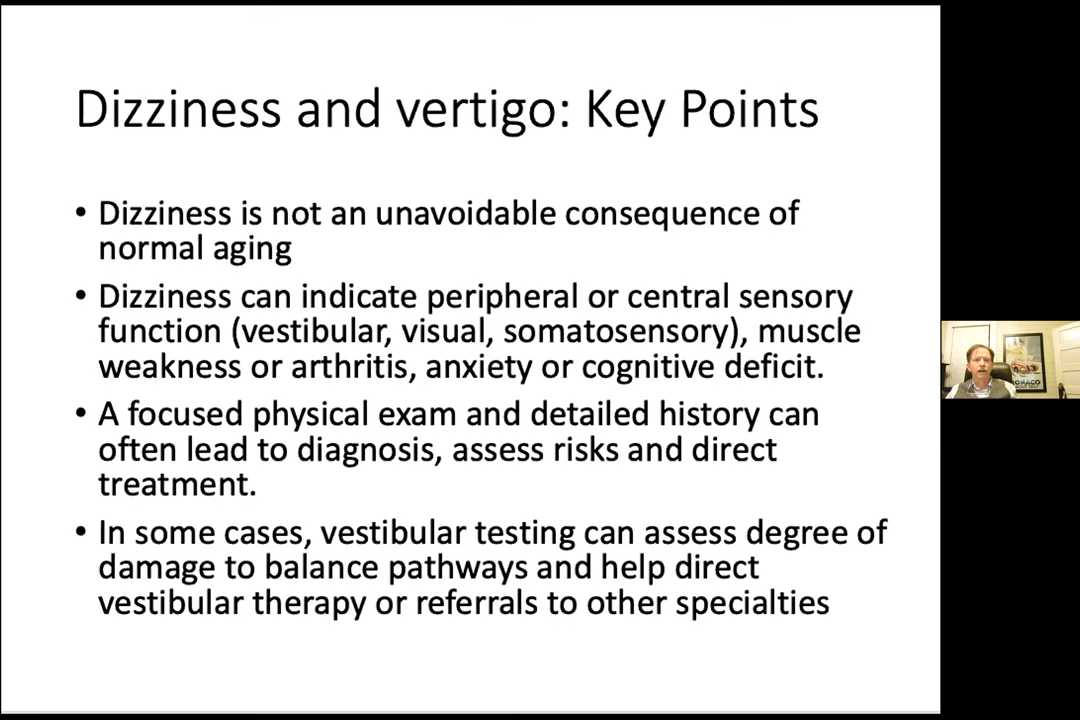 Dizziness and vertigo: Key Points
• Dizziness is not an unavoidable consequence of
normal aging
• Dizziness can indicate peripheral or central sensory
function (vestibular, visual, somatosensory), muscle
weakness or arthritis, anxiety or cognitive deficit.
• A focused physical exam and detailed history can
often lead to diagnosis, assess risks and direct
treatment.
• In some cases, vestibular testing can assess degree of
damage to balance pathways and help direct
vestibular therapy or referrals to other specialties